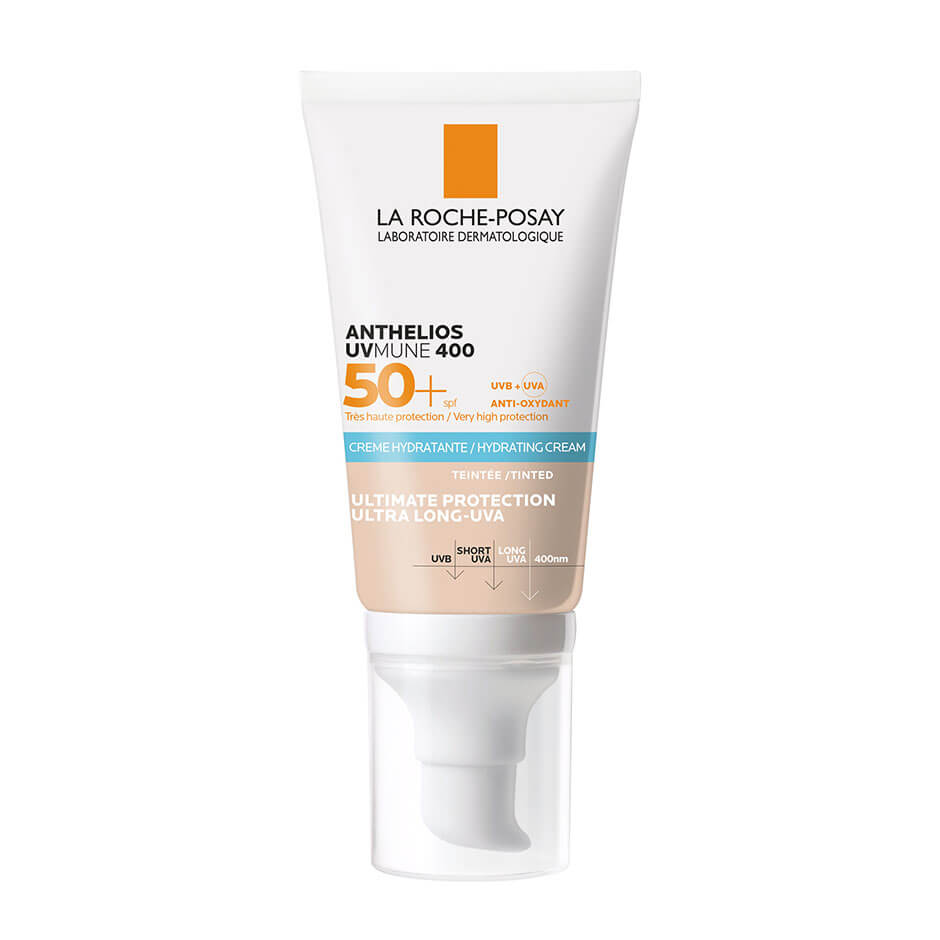 LA ROCHE-POSAY
LABORATOIRE DERMATOLOGIQUE
ANTHELIOS
UVMUNE 400
50+ spf
UVB + UVA
ANTI-OXYDANT
Très haute protection / Very high protection
CREME HYDRATANTE / HYDRATING CREAM
TEINTÉE / TINTED
ULTIMATE PROTECTION
ULTRA LONG-UVA
UVB
SHORT
UVA
LONG
UVA
400nm